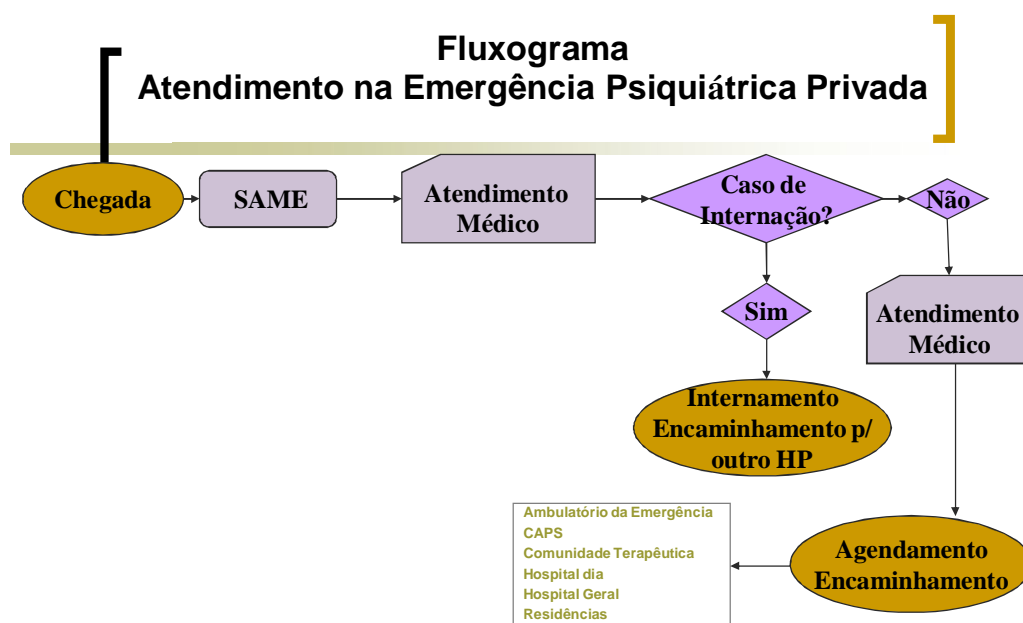 Fluxograma
Atendimento na Emergência Psiquiátrica Privada
Chegada
SAME
Atendimento
Médico
Caso de
Internação?
Não
Sim
Atendimento
Médico
Internamento
Encaminhamento p/
outro HP
Agendamento
Encaminhamento
Ambulatório da Emergência
CAPS
Comunidade Terapêutica
Hospital dia
Hospital Geral
Residências